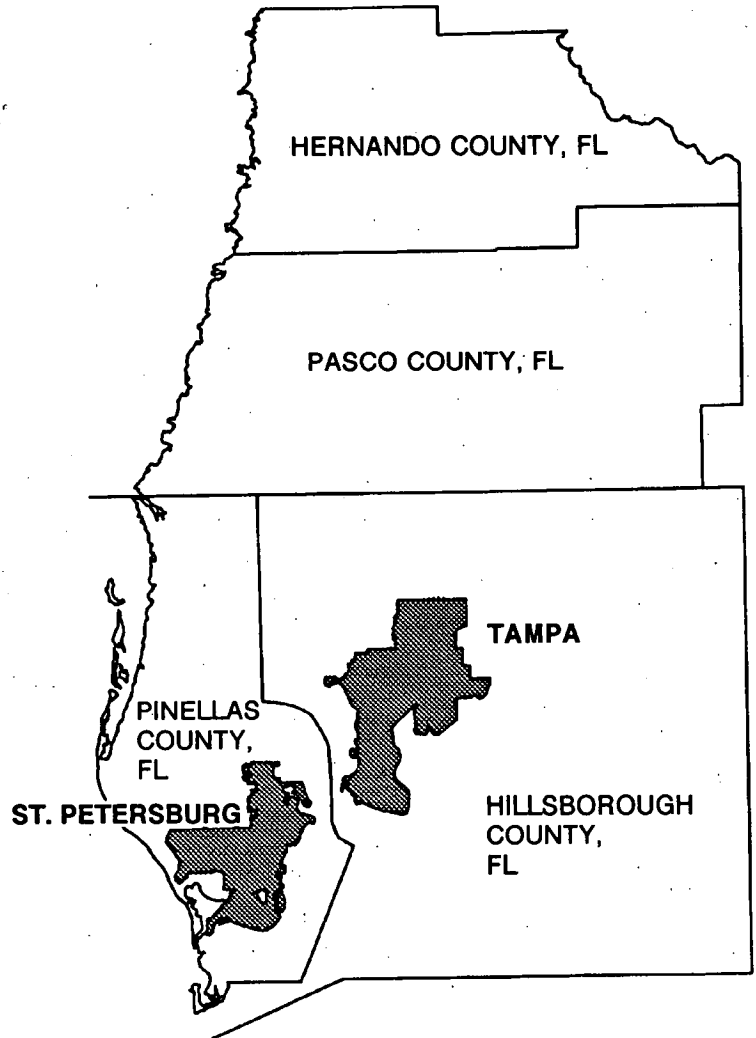 HERNANDO COUNTY, FL
PASCO COUNTY, FL
TAMPA
PINELLAS
COUNTY,
FL
ST. PETERSBURG
HILLSBOROUGH
COUNTY,
FL